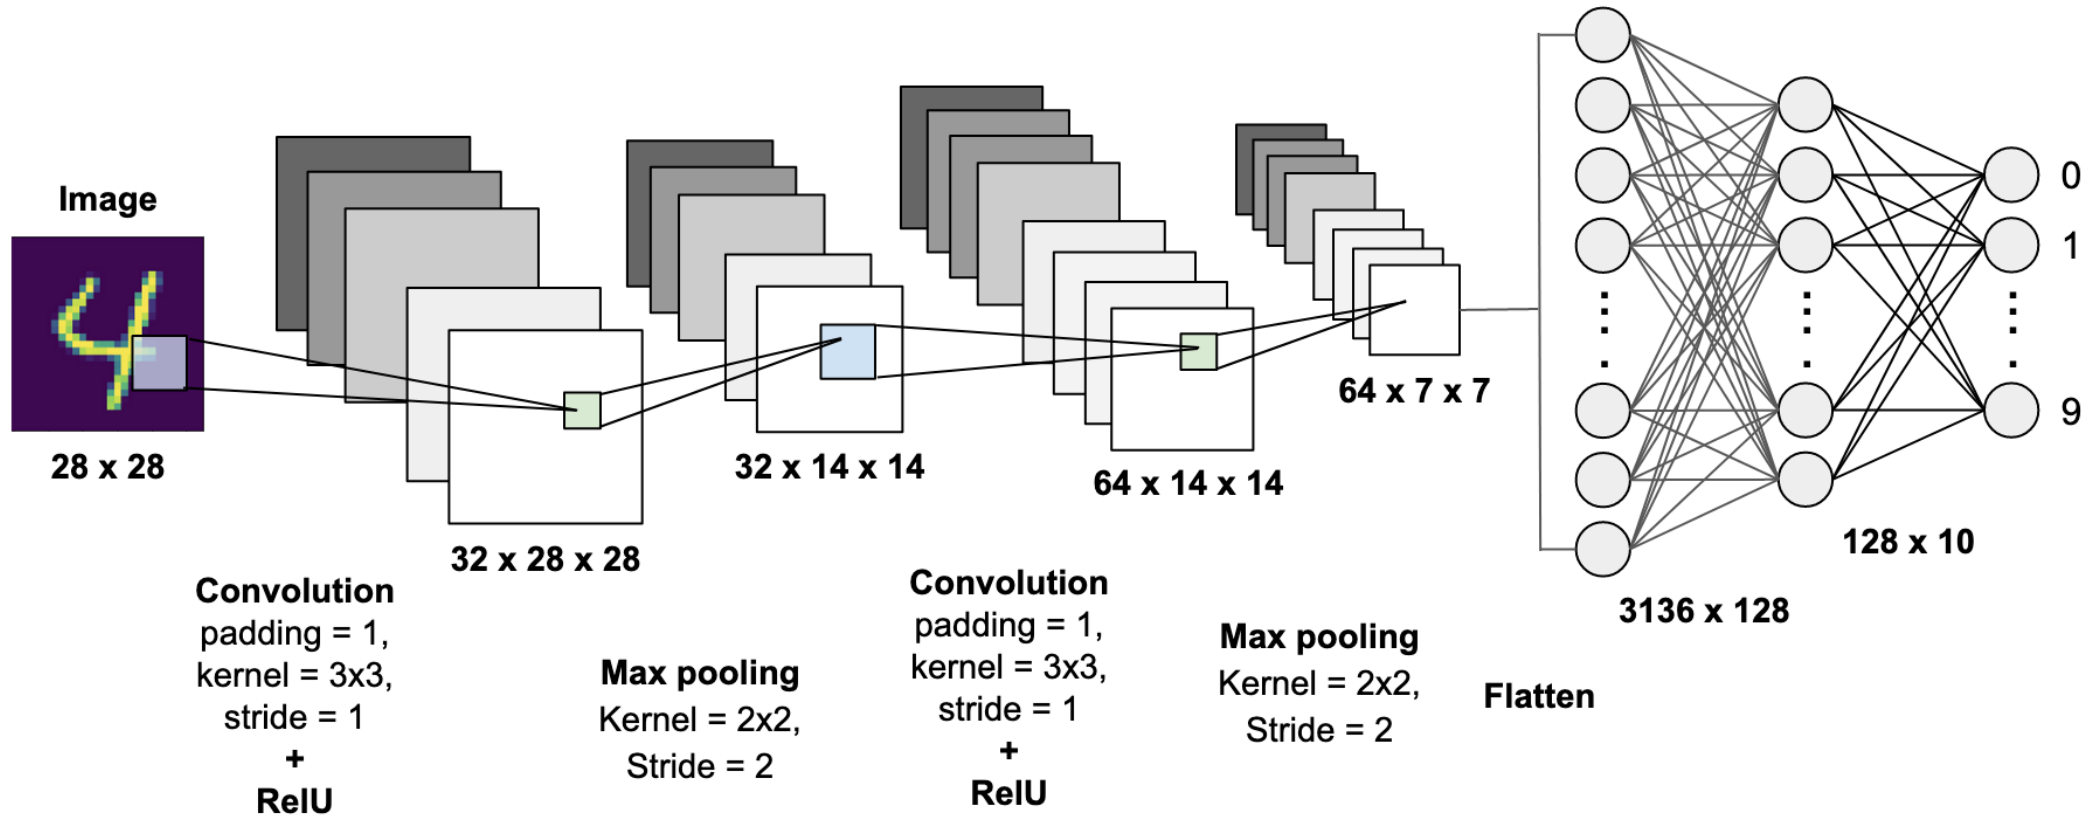 Image
28 x 28
Convolution
padding = 1,
kernel = 3x3,
stride = 1
+
RelU
32 x 28 x 28
Max pooling
Kernel = 2x2,
Stride = 2
32 x 14 x 14
Convolution
padding = 1,
kernel = 3x3,
stride = 1
+
RelU
64 x 14 x 14
Max pooling
Kernel = 2x2,
Stride = 2
64 x 7 x 7
Flatten
3136 x 128
128 x 10
0
1
9